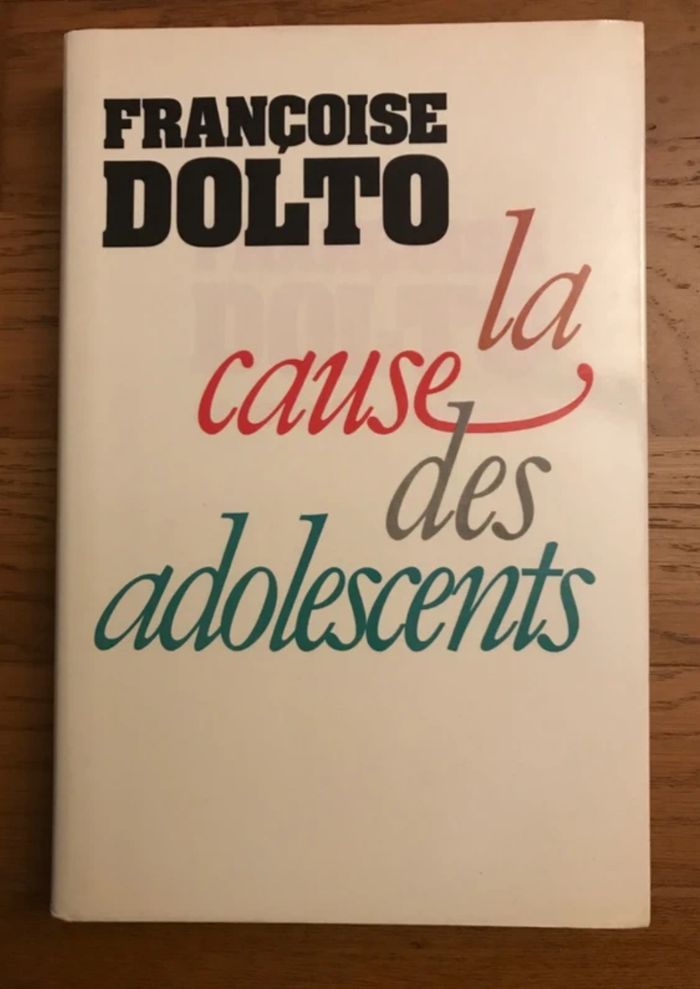 FRANÇOISE
DOLTO
la
cause
des
adolescents